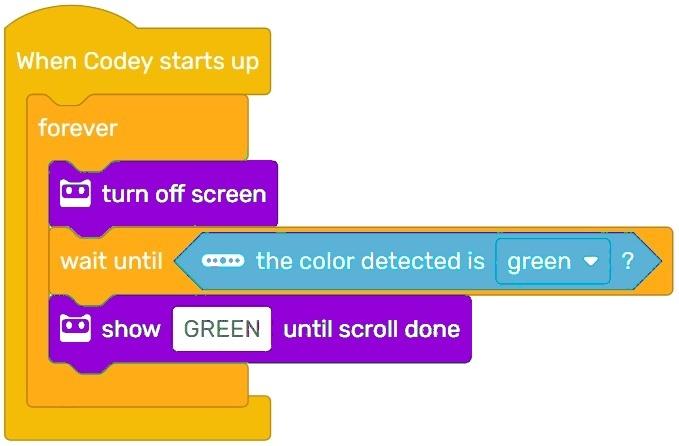 When Codey starts up
forever
turn off screen
wait until the color detected is green ?
show GREEN until scroll done